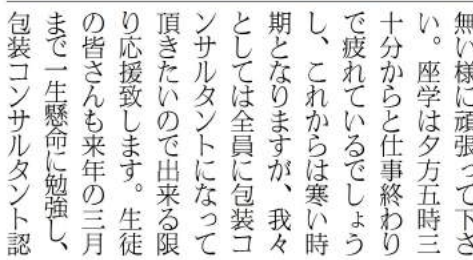 無い様に頑張って下さ
い。座学は夕方五時三
十分からと仕事終わり
で疲れているでしょう
し、これからは寒い時
期となりますが、我々
としては全員に包装コ
ンサルタントになって
頂きたいので出来る限
り応援致します。生徒
の皆さんも来年の三月
まで一生懸命に勉強し、
包装コンサルタント認